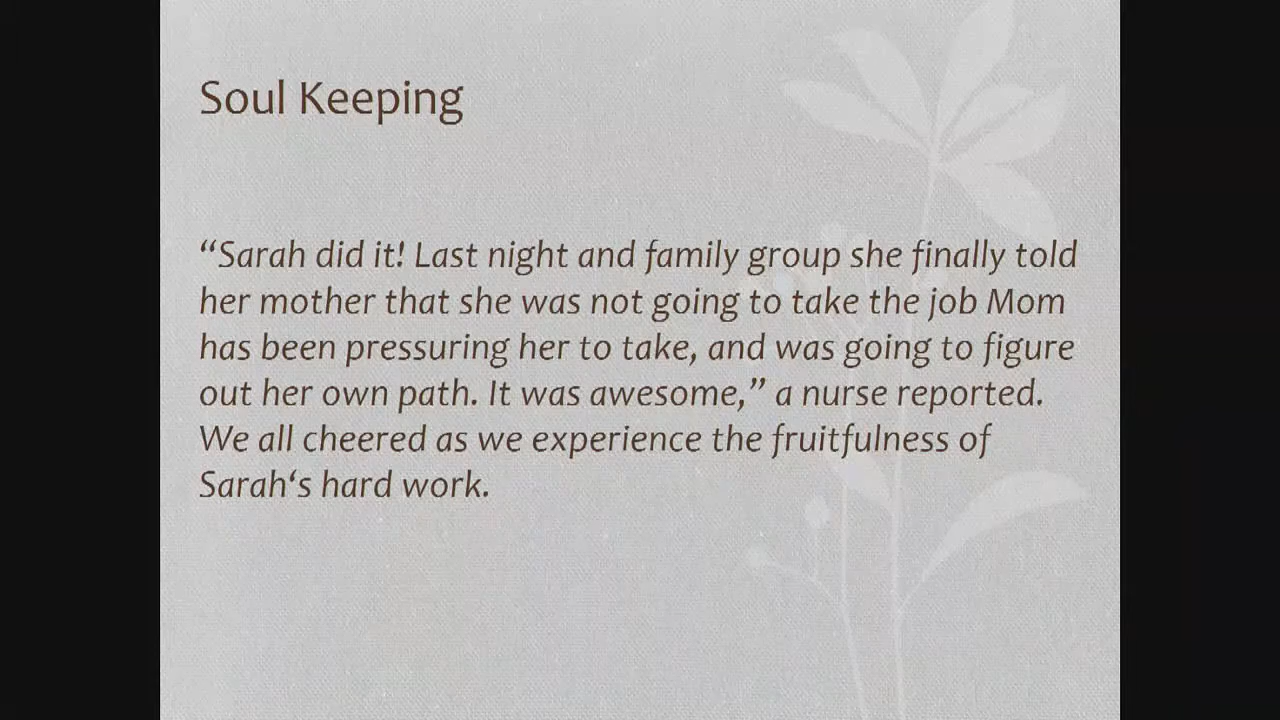 Soul Keeping
“Sarah did it! Last night and family group she finally told
her mother that she was not going to take the job Mom
has been pressuring her to take, and was going to figure
out her own path. It was awesome,” a nurse reported.
We all cheered as we experience the fruitfulness of
Sarah‘s hard work.